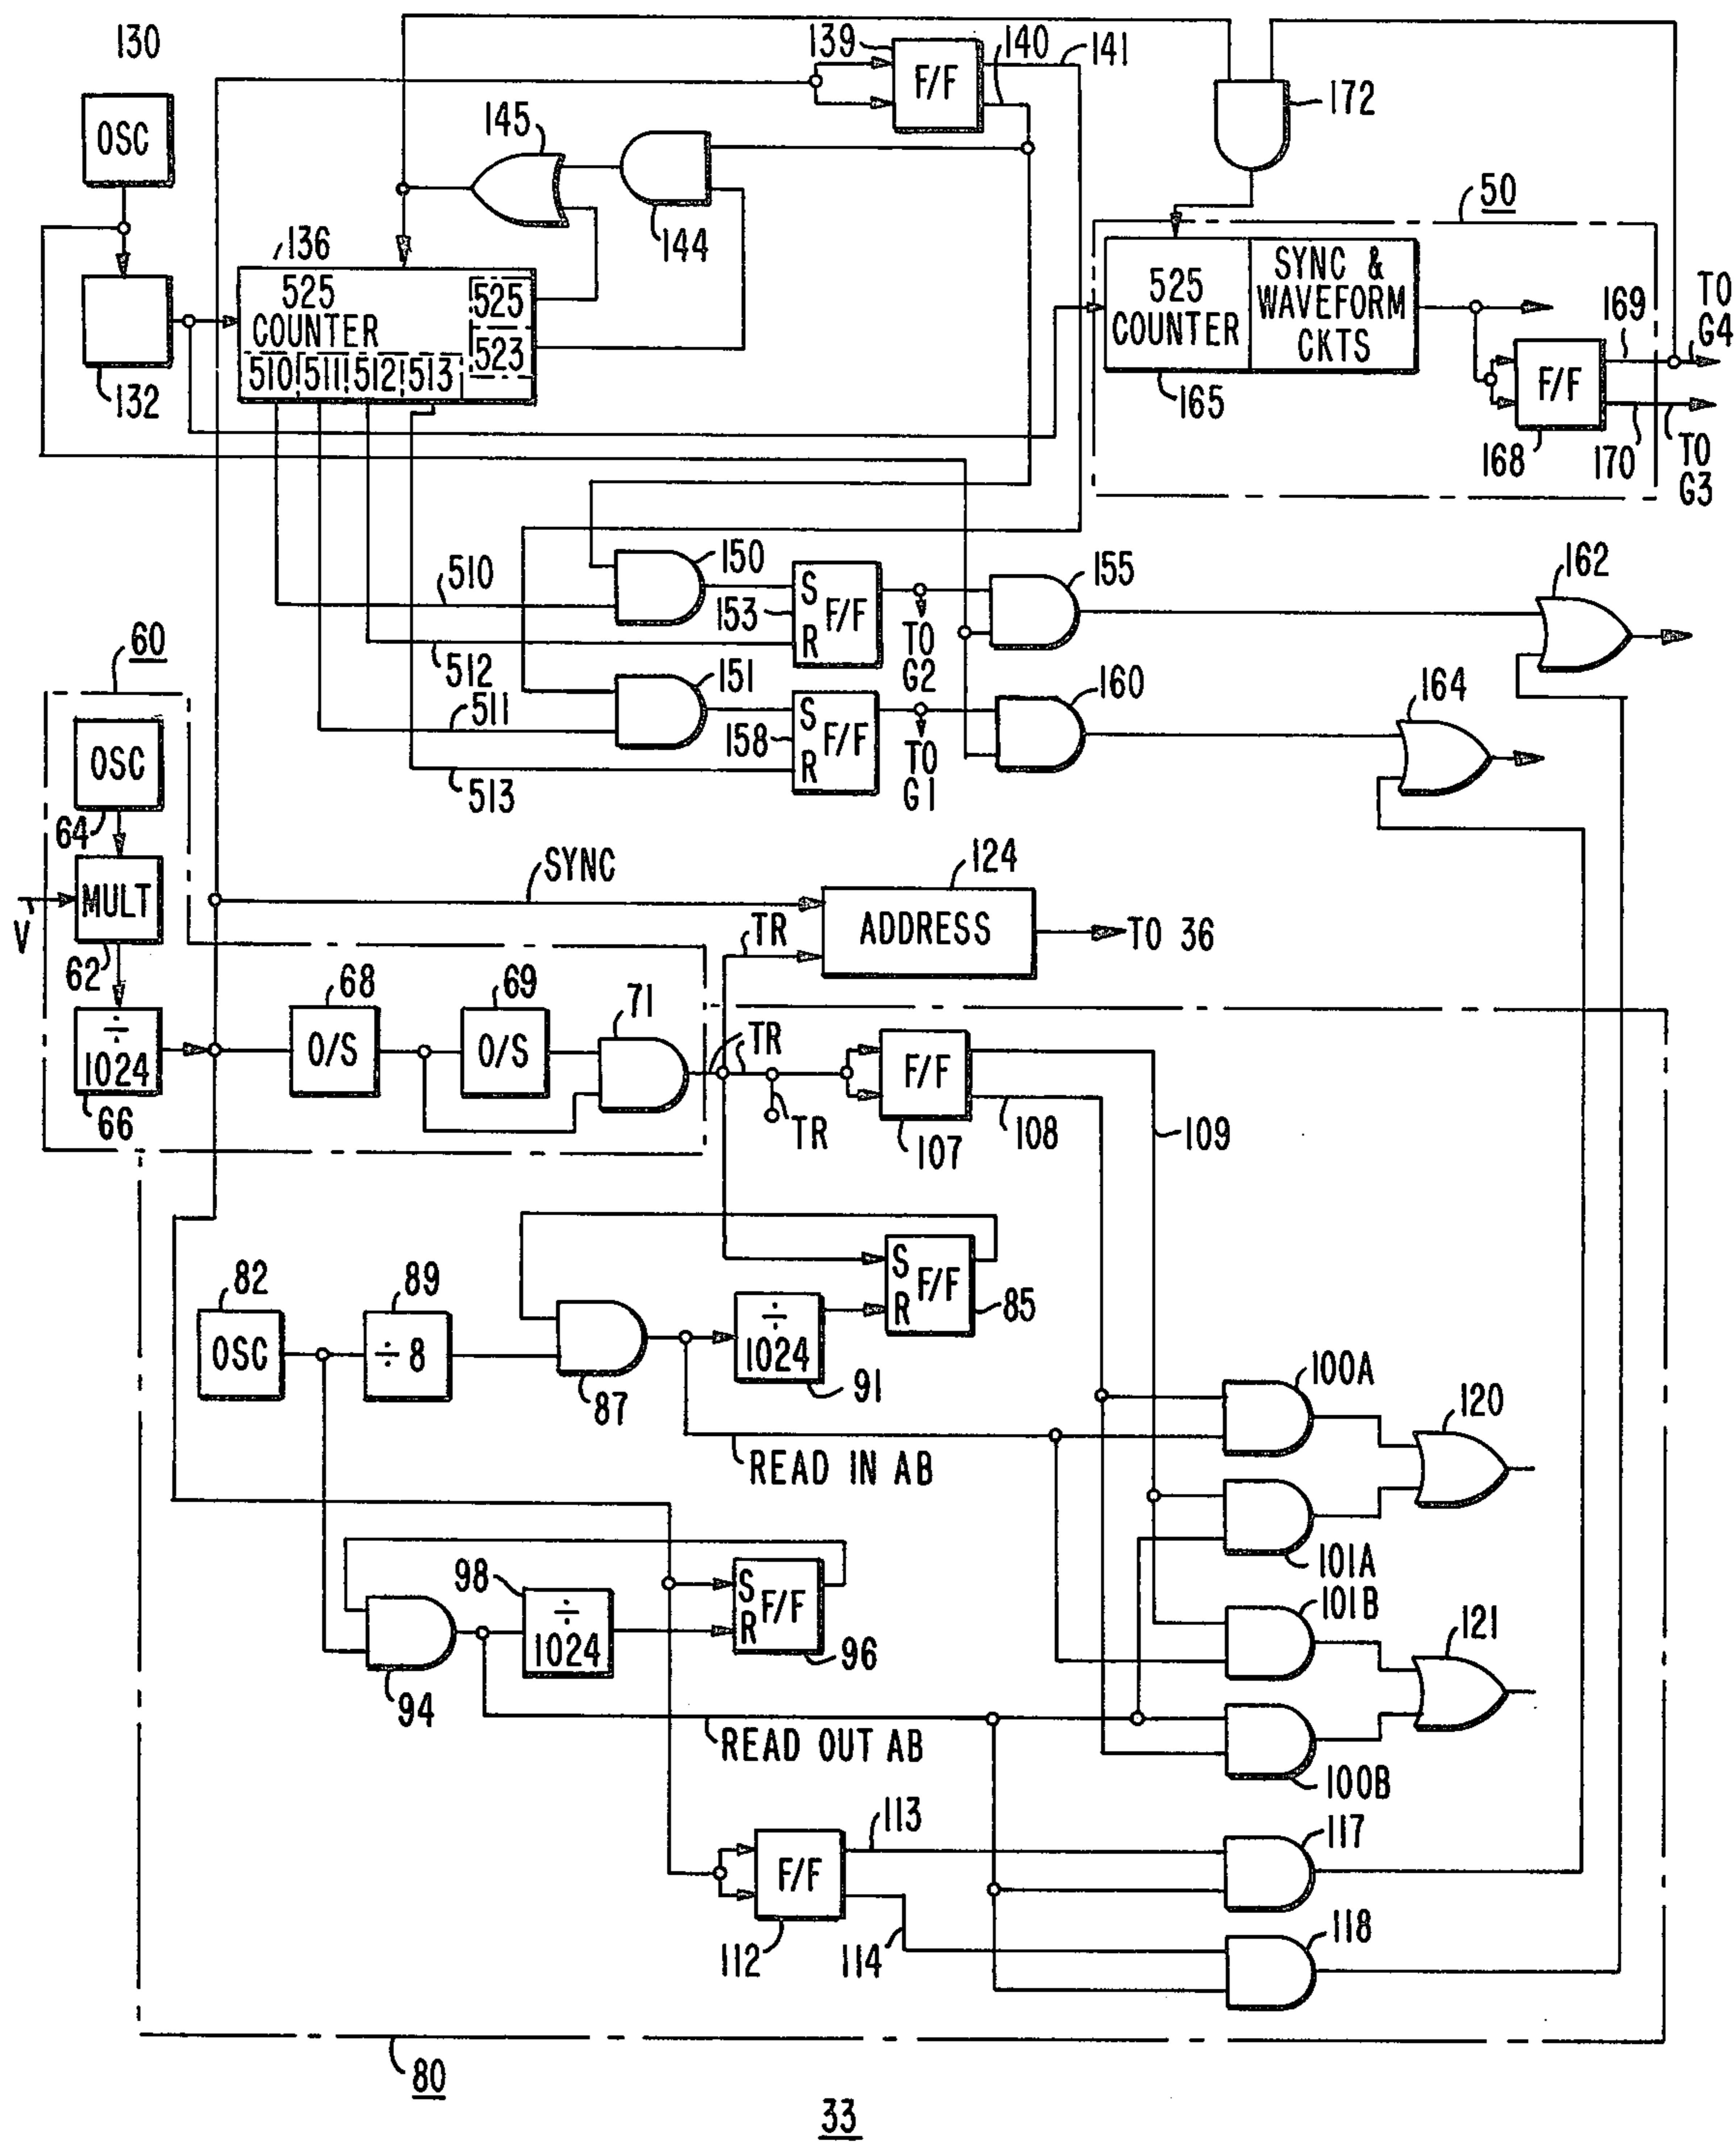 130
OSC
132
139
F/F
140
141
172
145
144
136
525
COUNTER
525
523
510 511 512 513
50
525
COUNTER
SYNC &
WAVEFORM
CKTS
165
F/F
168
169
170
TO
G4
TO
G3
510
150
153
S
R
F/F
TO
G2
155
162
512
511
151
158
S
R
F/F
TO
G1
160
164
513
60
OSC
64
V
MULT
62
÷
1024
66
SYNC
124
ADDRESS
TO 36
TR
68
O/S
69
O/S
71
TR
TR
F/F
107
108
109
82
OSC
89
÷8
87
÷
1024
91
S
R
F/F
85
READ IN AB
100A
120
101A
101B
121
100B
98
÷
1024
94
S
R
F/F
96
READ OUT AB
F/F
112
113
114
117
118
80
33